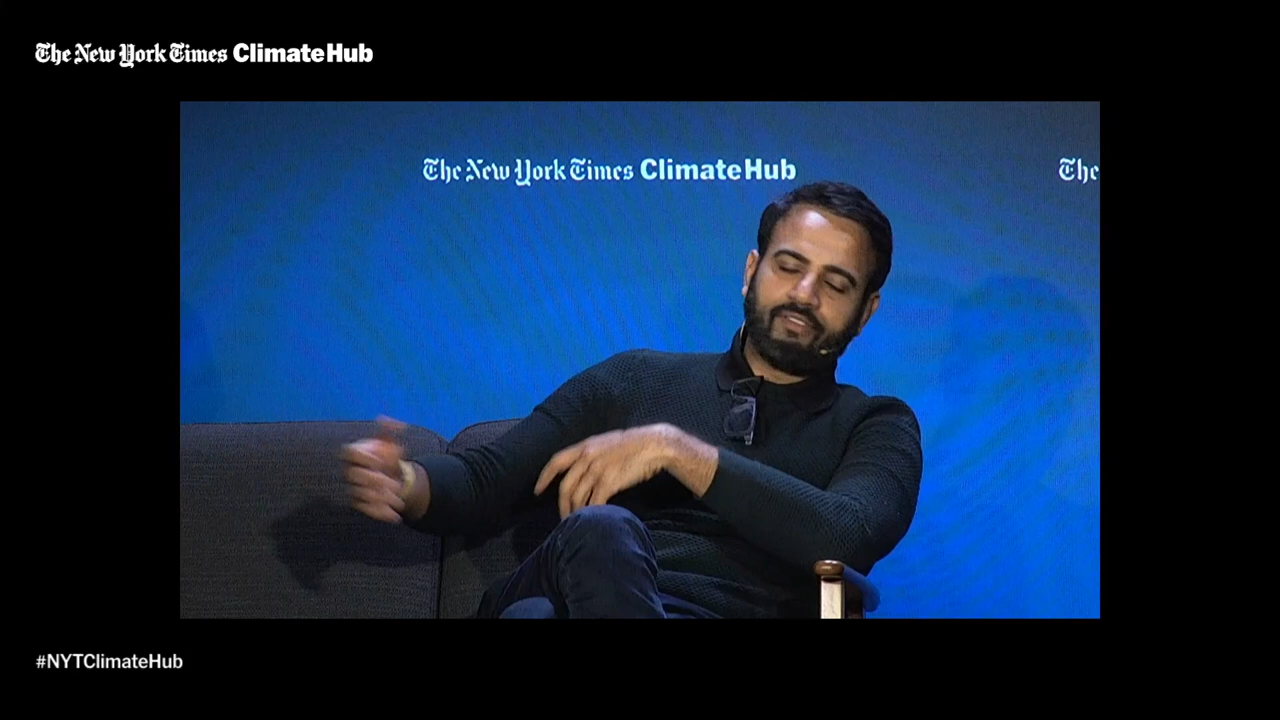 The New York Times Climate Hub
The New York Times Climate Hub
The
#NYTClimateHub